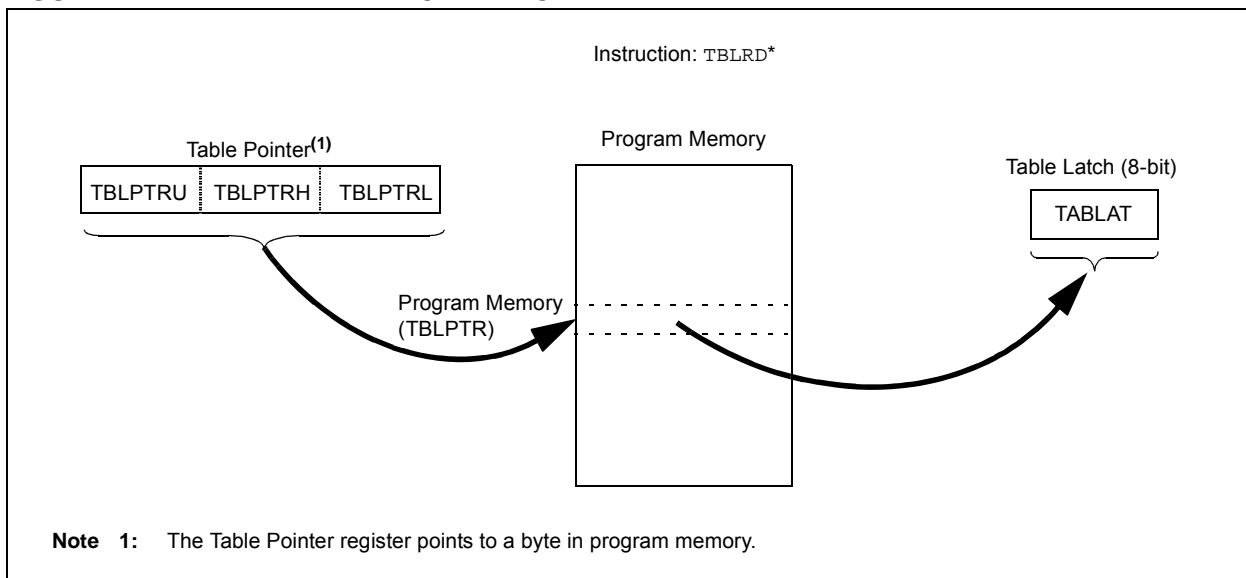 Instruction: TBLRD*
Table Pointer(1)
TBLPTRU TBLPTRH TBLPTRL
Program Memory
(TBLPTR)
Program Memory
Table Latch (8-bit)
TABLAT
Note 1: The Table Pointer register points to a byte in program memory.